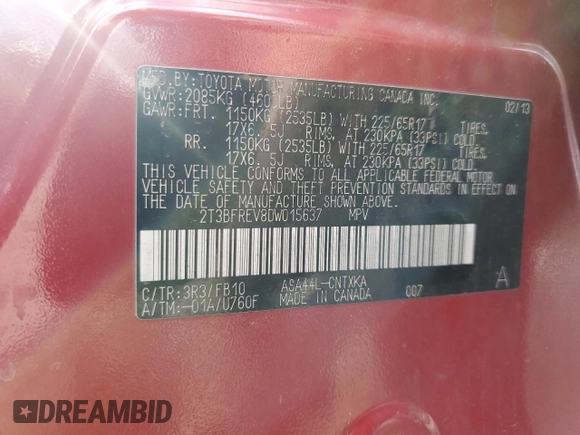 MFD. BY: TOYOTA MOTOR MANUFACTURING CANADA INC.
GVWR: 2085KG (4600LB) 02/13
GAWR: FRT. 1150KG (2535LB) WITH 225/65R17 TIRES,
17X6. 5J RIMS, AT 230KPA (33PSI) COLD.
RR. 1150KG (2535LB) WITH 225/65R17 TIRES,
17X6. 5J RIMS, AT 230KPA (33PSI) COLD.
THIS VEHICLE CONFORMS TO ALL APPLICABLE FEDERAL MOTOR
VEHICLE SAFETY AND THEFT PREVENTION STANDARDS IN EFFECT ON
THE DATE OF MANUFACTURE SHOWN ABOVE.
2T3BFREV8DW015637 MPV
C/TR: 3R3/FB10 ASA44L-CNTXKA A
A/TM:-01A/U760F MADE IN CANADA 007
DREAMBID